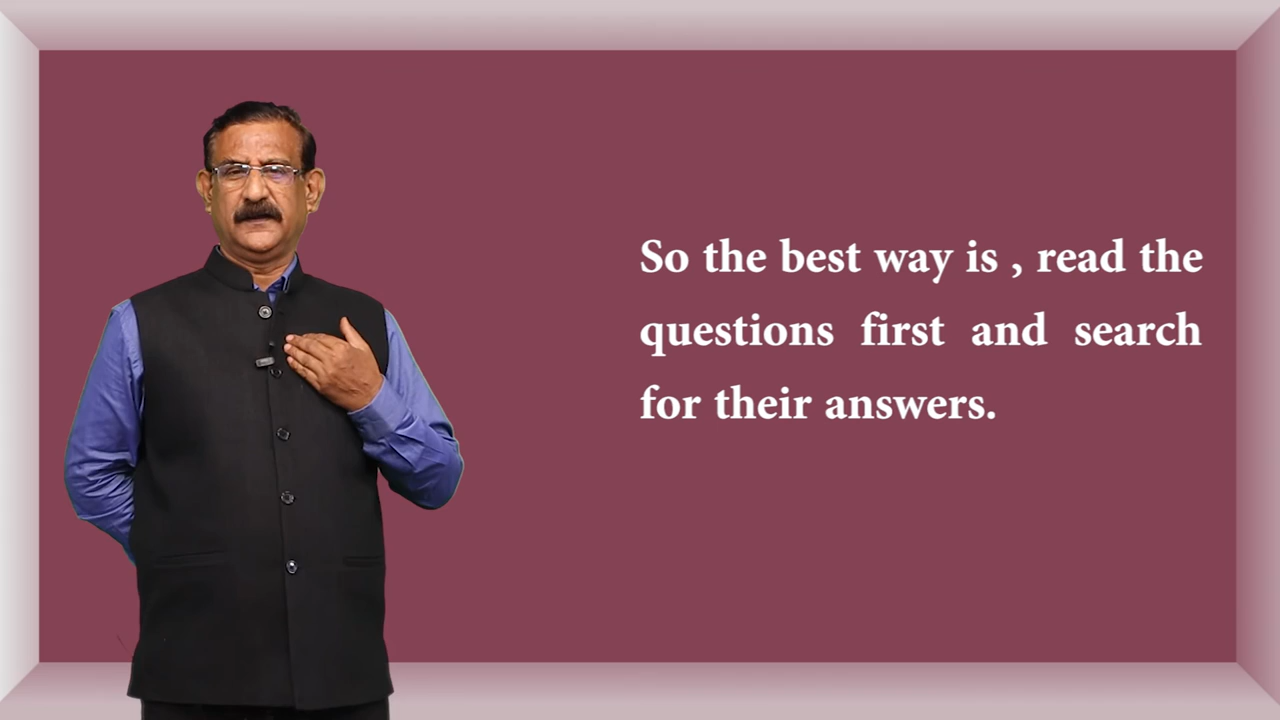 So the best way is , read the
questions first and search
for their answers.